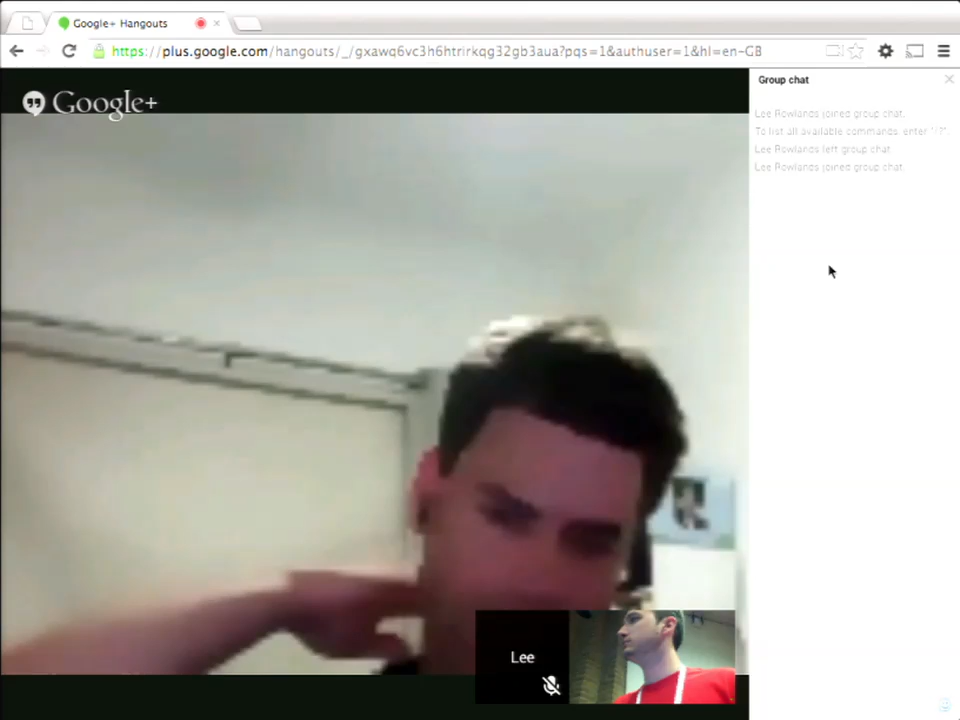 Google+ Hangouts
https://plus.google.com/hangouts/_/gxawq6vc3h6htrirkqg32gb3aua?pqs=1&authuser=1&hl=en-GB
Google+
Group chat
Lee Rowlands joined group chat.
To list all available commands, enter "/?".
Lee Rowlands left group chat.
Lee Rowlands joined group chat.
Lee